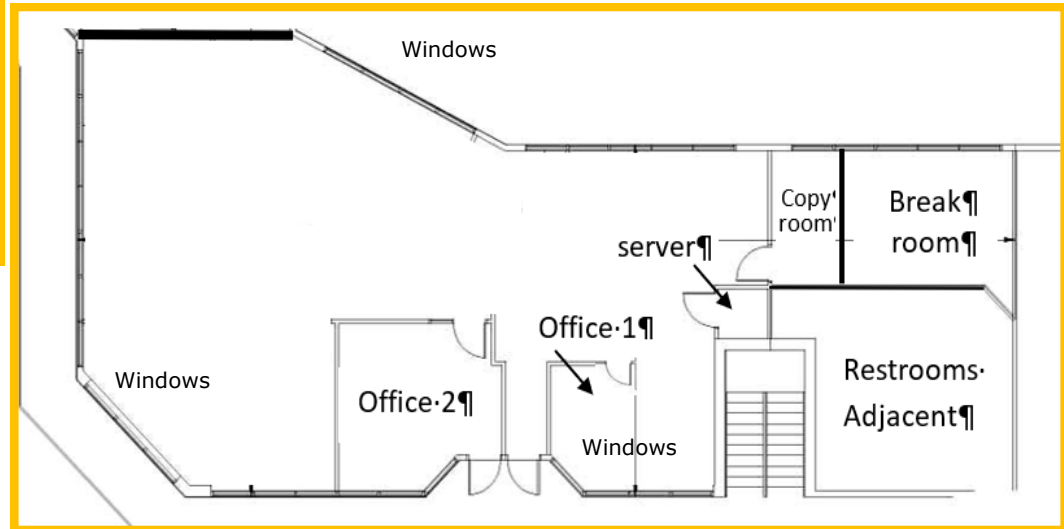 Windows
Copy
room
Break¶
room¶
server¶
Office·1¶
Windows
Office·2¶
Restrooms·
Adjacent¶
Windows